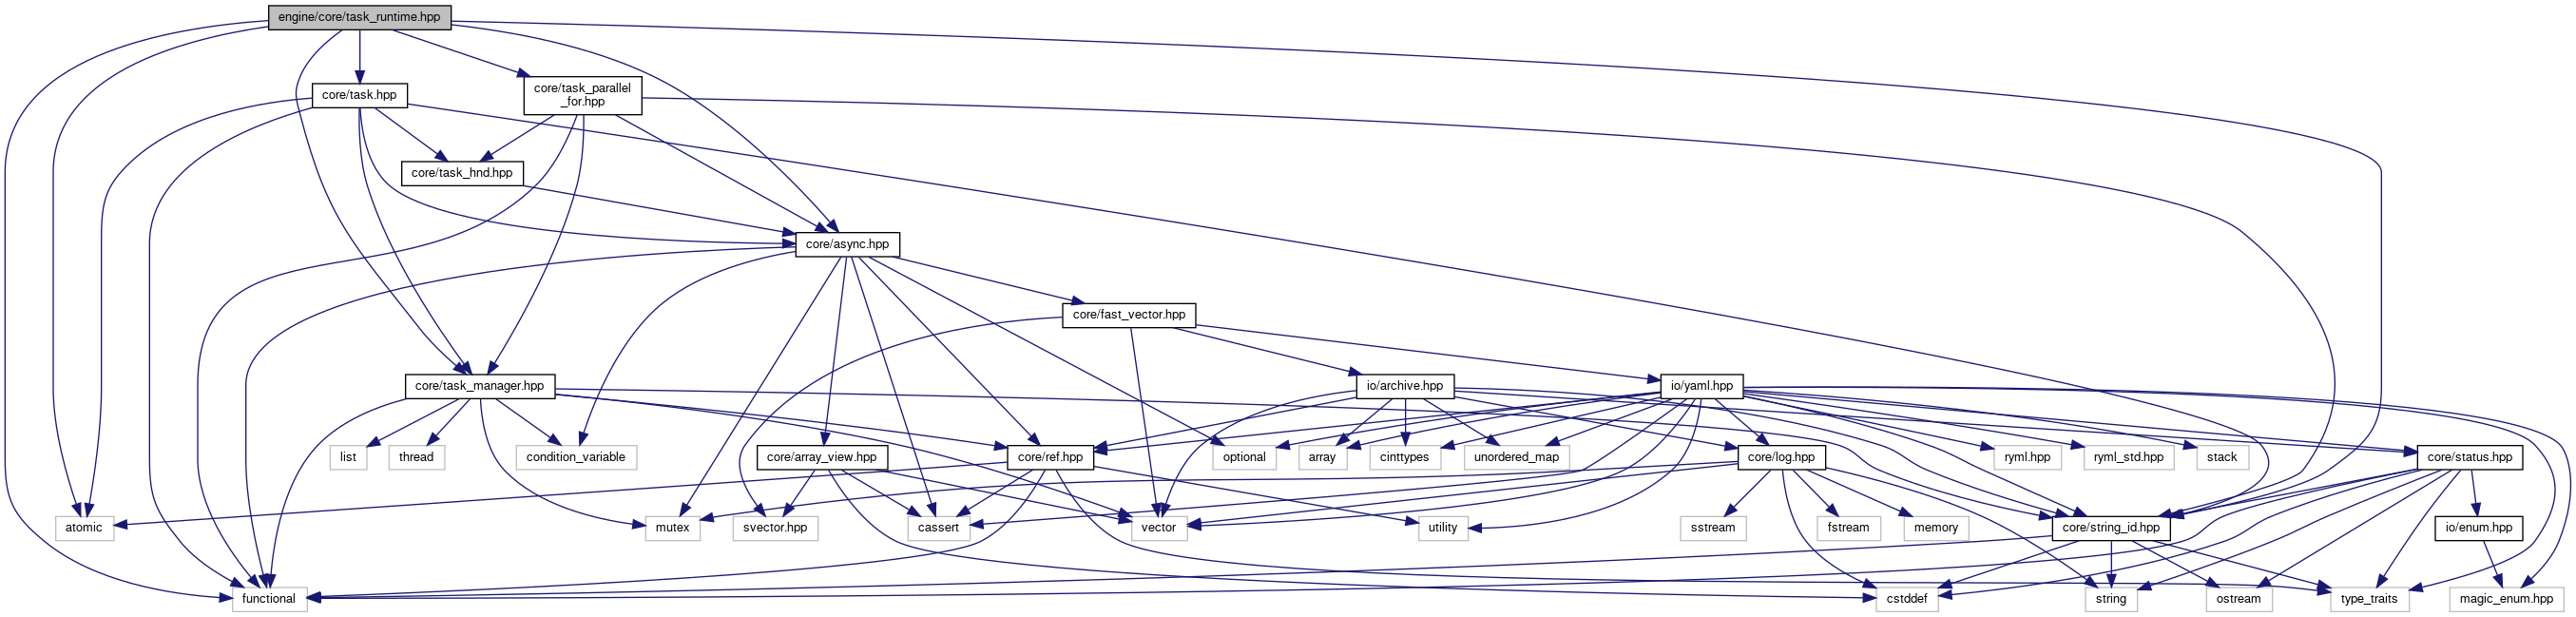 engine/core/task_runtime.hpp
core/task.hpp
core/task_parallel
_for.hpp
core/task_hnd.hpp
core/async.hpp
core/fast_vector.hpp
core/task_manager.hpp
io/archive.hpp
io/yaml.hpp
list
thread
condition_variable
core/array_view.hpp
core/ref.hpp
optional
array
cinttypes
unordered_map
core/log.hpp
ryml.hpp
ryml_std.hpp
stack
core/status.hpp
atomic
mutex
svector.hpp
cassert
vector
utility
sstream
fstream
memory
core/string_id.hpp
io/enum.hpp
functional
cstddef
string
ostream
type_traits
magic_enum.hpp